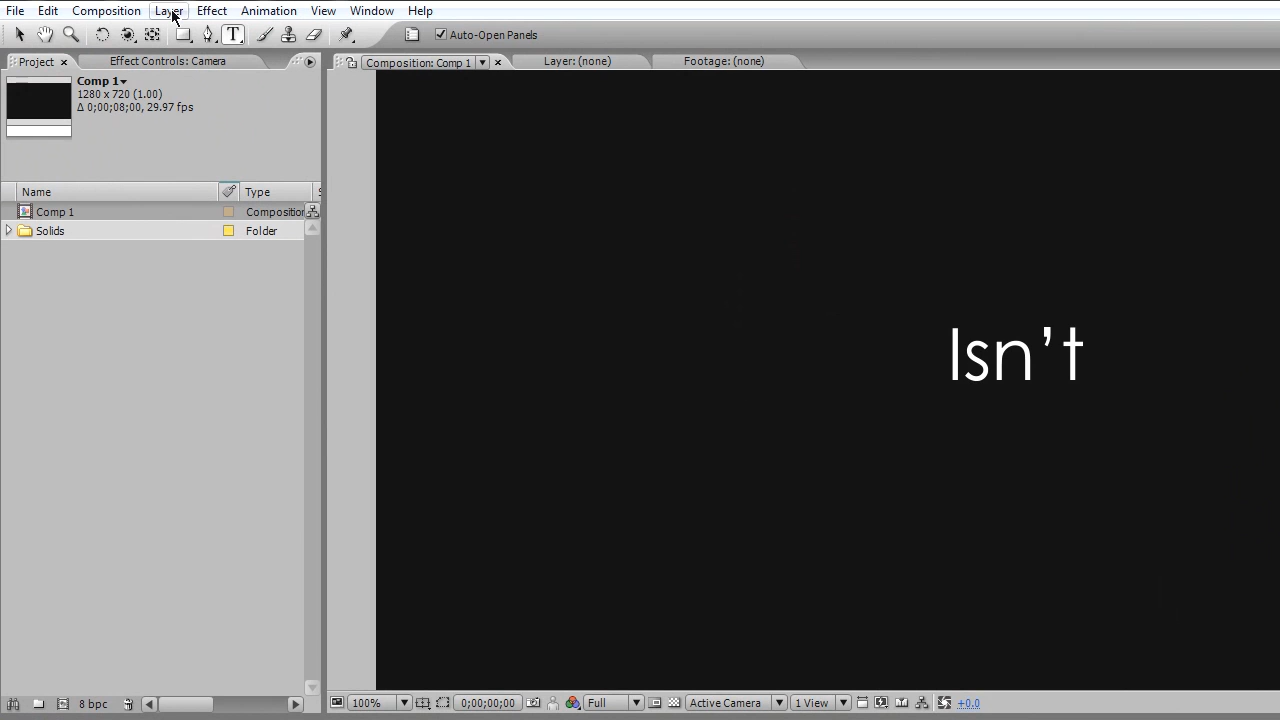 File Edit Composition Layer Effect Animation View Window Help
T Auto-Open Panels
Project Effect Controls: Camera Composition: Comp 1 Layer: (none) Footage: (none)
Comp 1
1280 x 720 (1.00)
Δ 0;00;08;00, 29.97 fps
Name Type
Comp 1 Composition
Solids Folder
Isn’t
8 bpc 100% 0;00;00;00 Full Active Camera 1 View +0.0